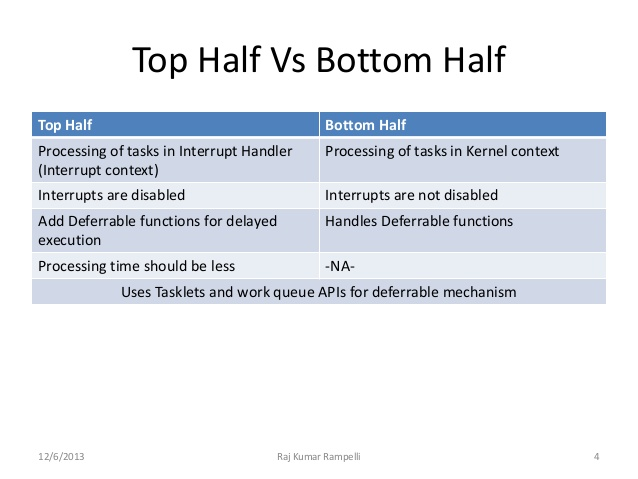 Top Half Vs Bottom Half
Top Half
Bottom Half
Processing of tasks in Interrupt Handler
(Interrupt context)
Processing of tasks in Kernel context
Interrupts are disabled
Interrupts are not disabled
Add Deferrable functions for delayed
execution
Handles Deferrable functions
Processing time should be less
-NA-
Uses Tasklets and work queue APIs for deferrable mechanism
12/6/2013
Raj Kumar Rampelli
4